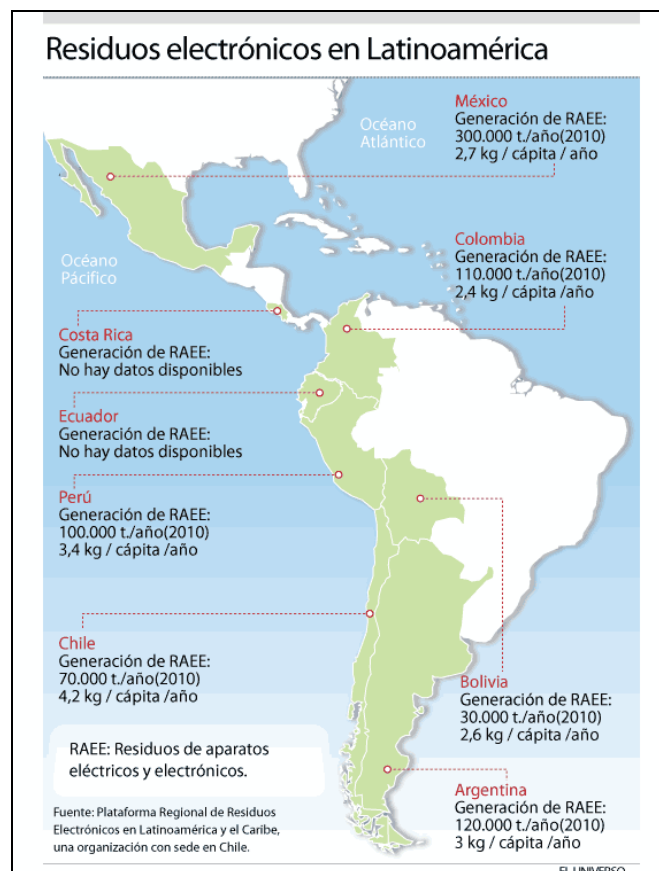 Residuos electrónicos en Latinoamérica
México
Generación de RAEE:
300.000 t./año(2010)
2,7 kg / cápita / año
Océano
Atlántico
Colombia
Generación de RAEE:
110.000 t./año(2010)
2,4 kg / cápita /año
Océano
Pácifico
Costa Rica
Generación de RAEE:
No hay datos disponibles
Ecuador
Generación de RAEE:
No hay datos disponibles
Perú
Generación de RAEE:
100.000 t./año(2010)
3,4 kg / cápita /año
Chile
Generación de RAEE:
70.000 t./año(2010)
4,2 kg / cápita /año
Bolivia
Generación de RAEE:
30.000 t./año(2010)
2,6 kg / cápita /año
RAEE: Residuos de aparatos
eléctricos y electrónicos.
Argentina
Generación de RAEE:
120.000 t./año(2010)
3 kg / cápita /año
Fuente: Plataforma Regional de Residuos
Electrónicos en Latinoamérica y el Caribe,
una organización con sede en Chile.
EL UNIVERSO